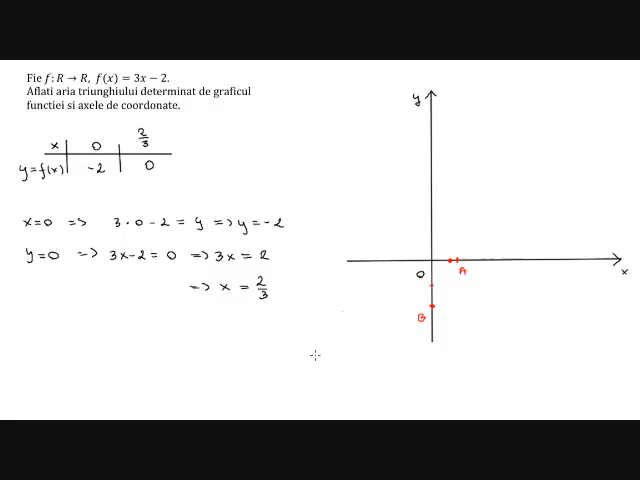 Fie f: R → R, f(x) = 3x − 2.
Aflati aria triunghiului determinat de graficul
functiei si axele de coordonate.
x | 0 | 2/3
y = f(x) | -2 | 0
x = 0 => 3 · 0 - 2 = y => y = -2
y = 0 => 3x - 2 = 0 => 3x = 2
=> x = 2/3
y
O
A
x
B